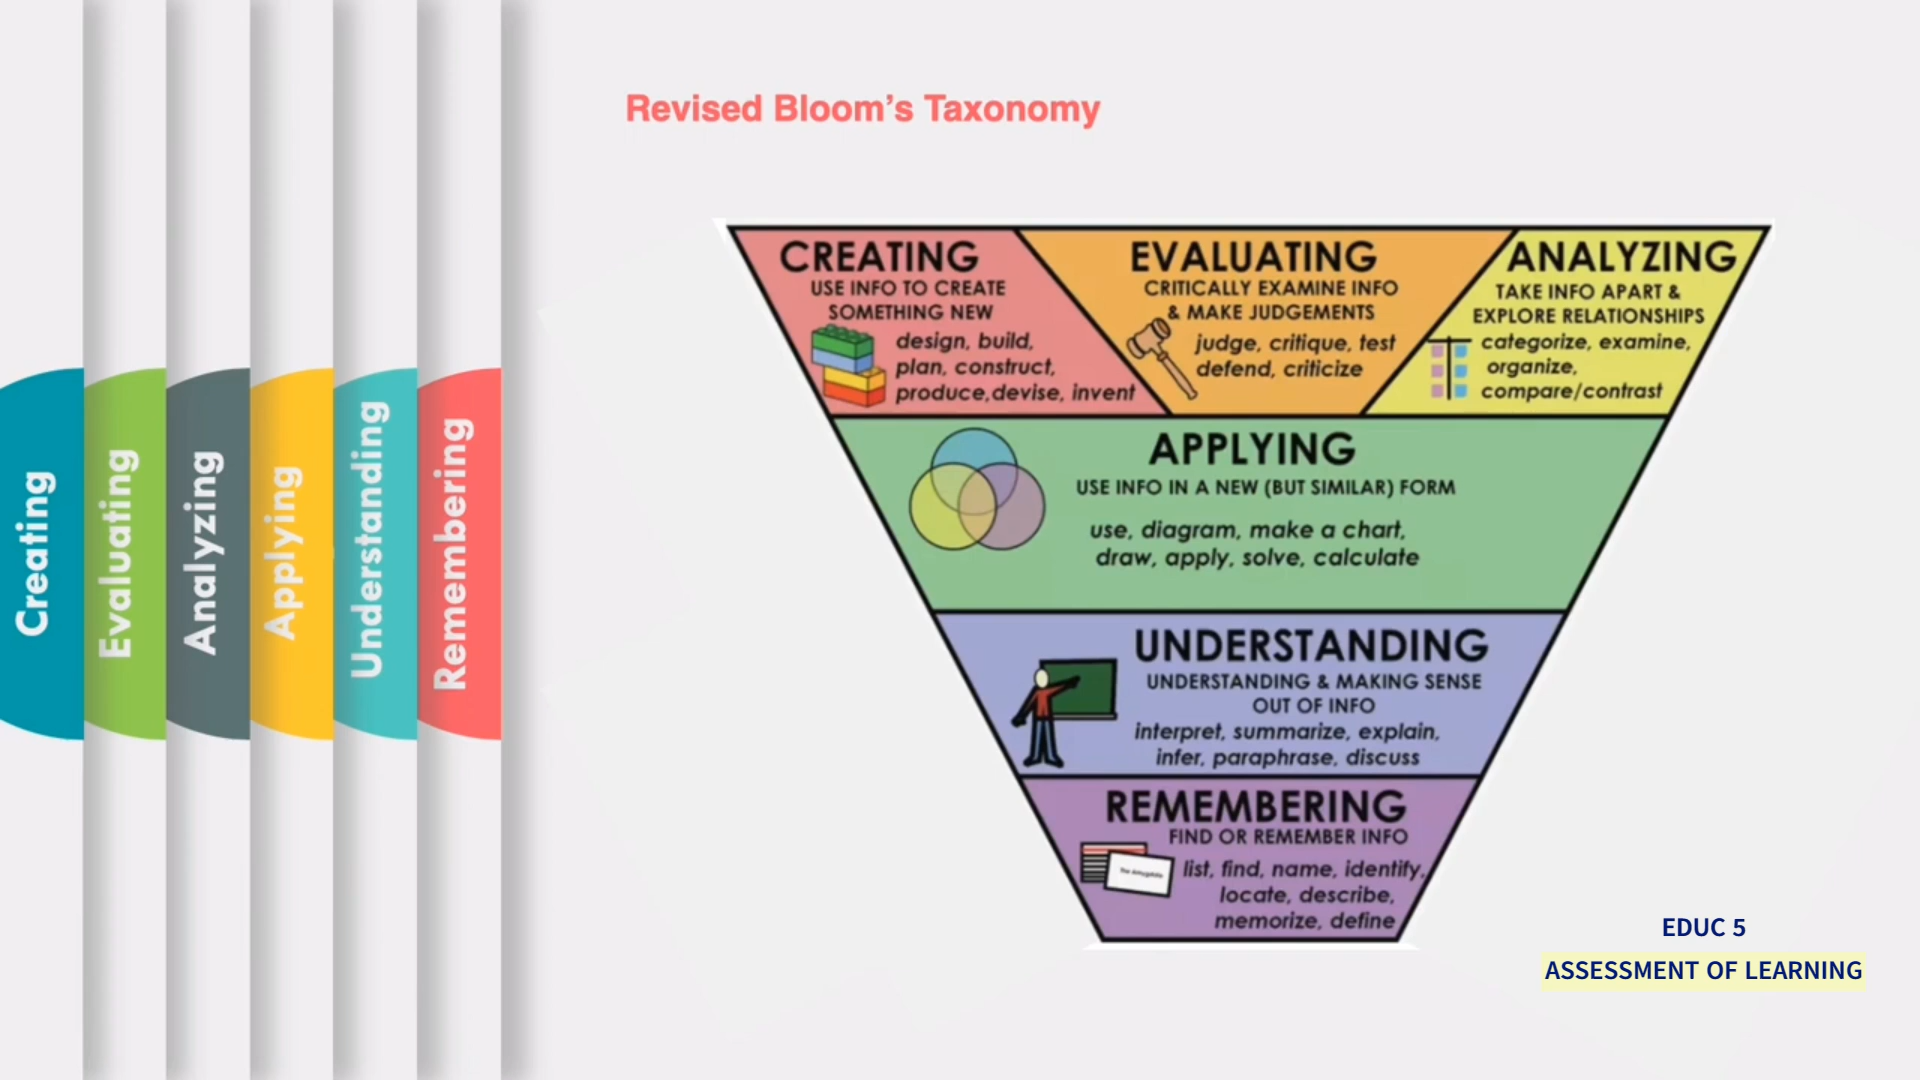 Creating
Evaluating
Analyzing
Applying
Understanding
Remembering
Revised Bloom's Taxonomy
CREATING
USE INFO TO CREATE
SOMETHING NEW
design, build,
plan, construct,
produce,devise, invent
EVALUATING
CRITICALLY EXAMINE INFO
& MAKE JUDGEMENTS
judge, critique, test
defend, criticize
ANALYZING
TAKE INFO APART &
EXPLORE RELATIONSHIPS
categorize, examine,
organize,
compare/contrast
APPLYING
USE INFO IN A NEW (BUT SIMILAR) FORM
use, diagram, make a chart,
draw, apply, solve, calculate
UNDERSTANDING
UNDERSTANDING & MAKING SENSE
OUT OF INFO
interpret, summarize, explain,
infer, paraphrase, discuss
REMEMBERING
FIND OR REMEMBER INFO
The Amygdala
list, find, name, identify,
locate, describe,
memorize, define
EDUC 5
ASSESSMENT OF LEARNING